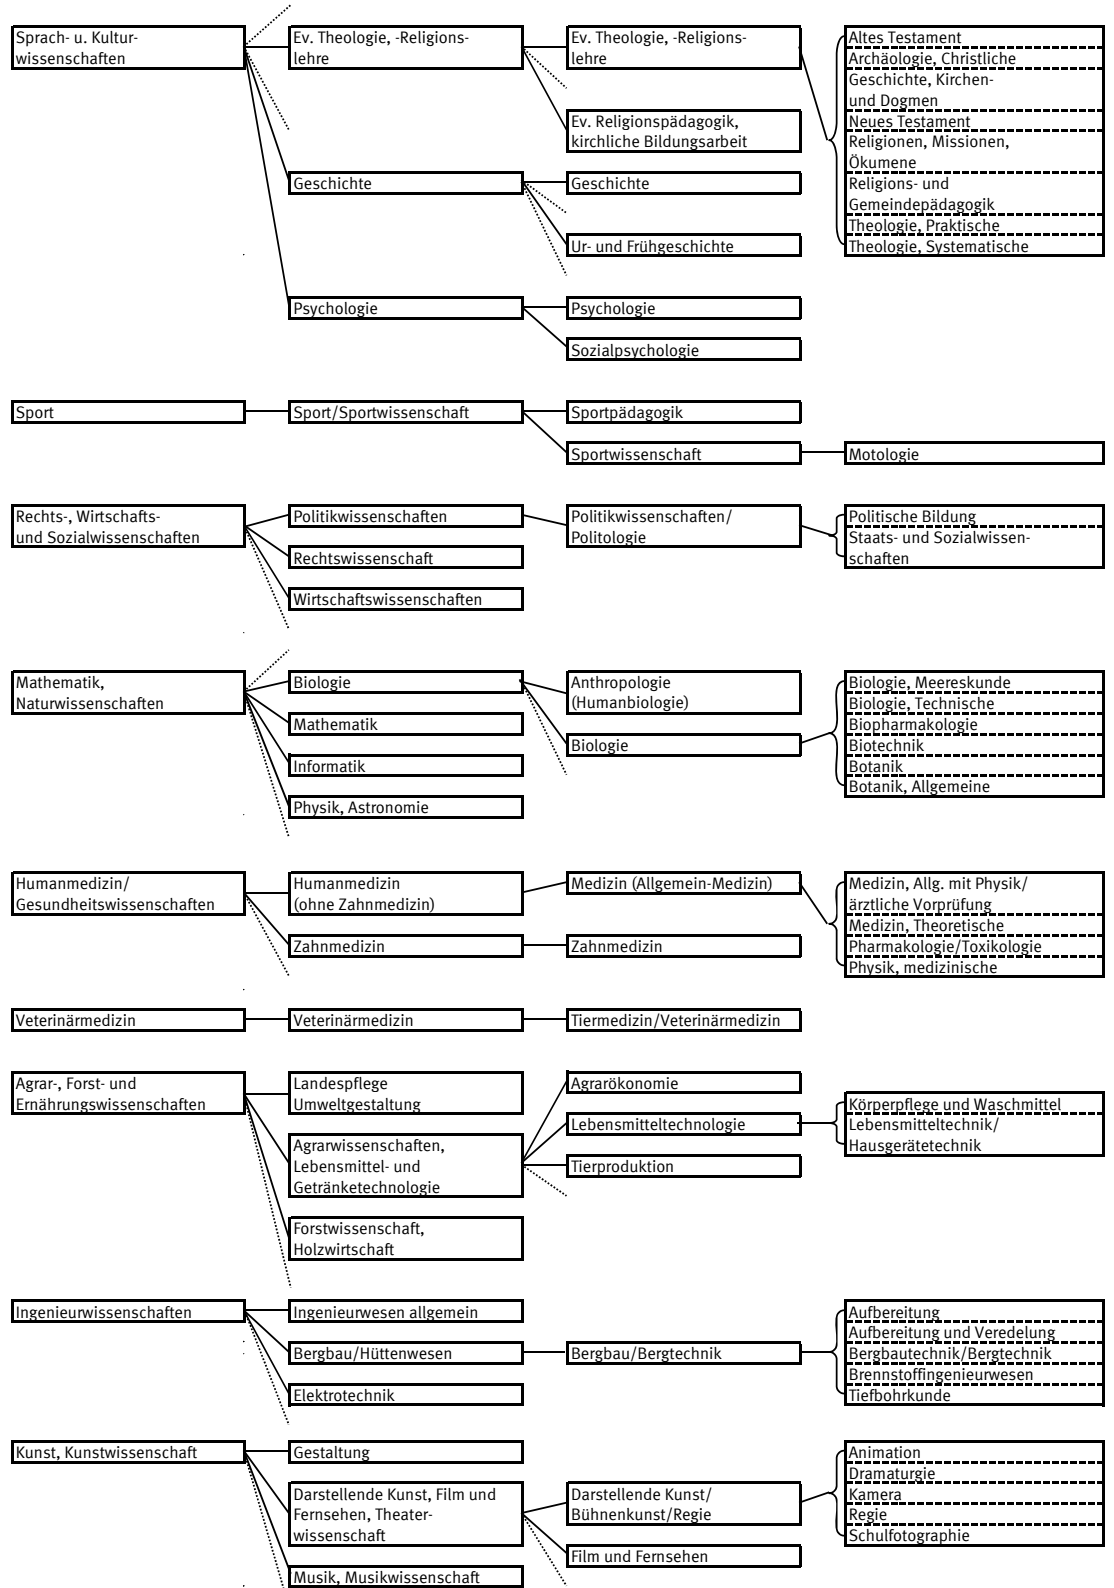 Sprach- u. Kultur-
wissenschaften
Ev. Theologie, -Religions-
lehre
Ev. Theologie, -Religions-
lehre
Altes Testament
Archäologie, Christliche
Geschichte, Kirchen-
und Dogmen
Neues Testament
Religionen, Missionen,
Ökumene
Religions- und
Gemeindepädagogik
Theologie, Praktische
Theologie, Systematische
Ev. Religionspädagogik,
kirchliche Bildungsarbeit
Geschichte
Geschichte
Ur- und Frühgeschichte
Psychologie
Psychologie
Sozialpsychologie
Sport
Sport/Sportwissenschaft
Sportpädagogik
Sportwissenschaft
Motologie
Rechts-, Wirtschafts-
und Sozialwissenschaften
Politikwissenschaften
Politikwissenschaften/
Politologie
Politische Bildung
Staats- und Sozialwissen-
schaften
Rechtswissenschaft
Wirtschaftswissenschaften
Mathematik,
Naturwissenschaften
Biologie
Anthropologie
(Humanbiologie)
Biologie, Meereskunde
Biologie, Technische
Biopharmakologie
Biotechnik
Botanik
Botanik, Allgemeine
Mathematik
Biologie
Informatik
Physik, Astronomie
Humanmedizin/
Gesundheitswissenschaften
Humanmedizin
(ohne Zahnmedizin)
Medizin (Allgemein-Medizin)
Medizin, Allg. mit Physik/
ärztliche Vorprüfung
Medizin, Theoretische
Pharmakologie/Toxikologie
Physik, medizinische
Zahnmedizin
Zahnmedizin
Veterinärmedizin
Veterinärmedizin
Tiermedizin/Veterinärmedizin
Agrar-, Forst- und
Ernährungswissenschaften
Landespflege
Umweltgestaltung
Agrarökonomie
Lebensmitteltechnologie
Körperpflege und Waschmittel
Lebensmitteltechnik/
Hausgerätetechnik
Agrarwissenschaften,
Lebensmittel- und
Getränketechnologie
Tierproduktion
Forstwissenschaft,
Holzwirtschaft
Ingenieurwissenschaften
Ingenieurwesen allgemein
Aufbereitung
Aufbereitung und Veredelung
Bergbautechnik/Bergtechnik
Brennstoffingenieurwesen
Tiefbohrkunde
Bergbau/Hüttenwesen
Bergbau/Bergtechnik
Elektrotechnik
Kunst, Kunstwissenschaft
Gestaltung
Animation
Dramaturgie
Kamera
Regie
Schulfotographie
Darstellende Kunst, Film und
Fernsehen, Theater-
wissenschaft
Darstellende Kunst/
Bühnenkunst/Regie
Film und Fernsehen
Musik, Musikwissenschaft